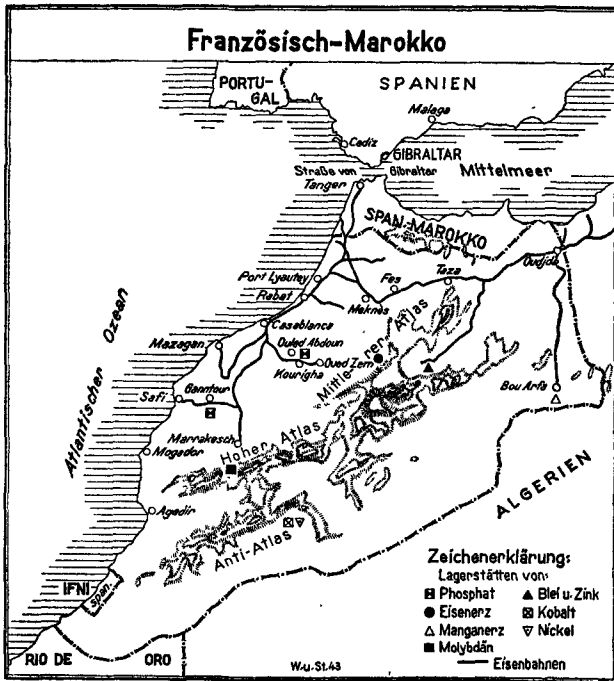 Französisch-Marokko
PORTU-
GAL
SPANIEN
Malaga
Cadiz
GIBRALTAR
Straße von Gibraltar
Mittelmeer
Tanger
SPAN-MAROKKO
Port Lyautey
Rabat
Fes
Taza
Oudjda
Meknès
Casablanca
Mazagan
Oued Abdoun
Kourigha
Oued Zem
Mittlerer Atlas
Atlantischer Ozean
Safi
Ganntour
Bou Arfa
Marrakesch
Mogador
Hoher Atlas
Agadir
Anti-Atlas
ALGERIEN
IFNI
span.
RIO DE ORO
W.u.St.43
Zeichenerklärung:
Lagerstätten von:
Phosphat
Blei u. Zink
Eisenerz
Kobalt
Manganerz
Nickel
Molybdän
Eisenbahnen